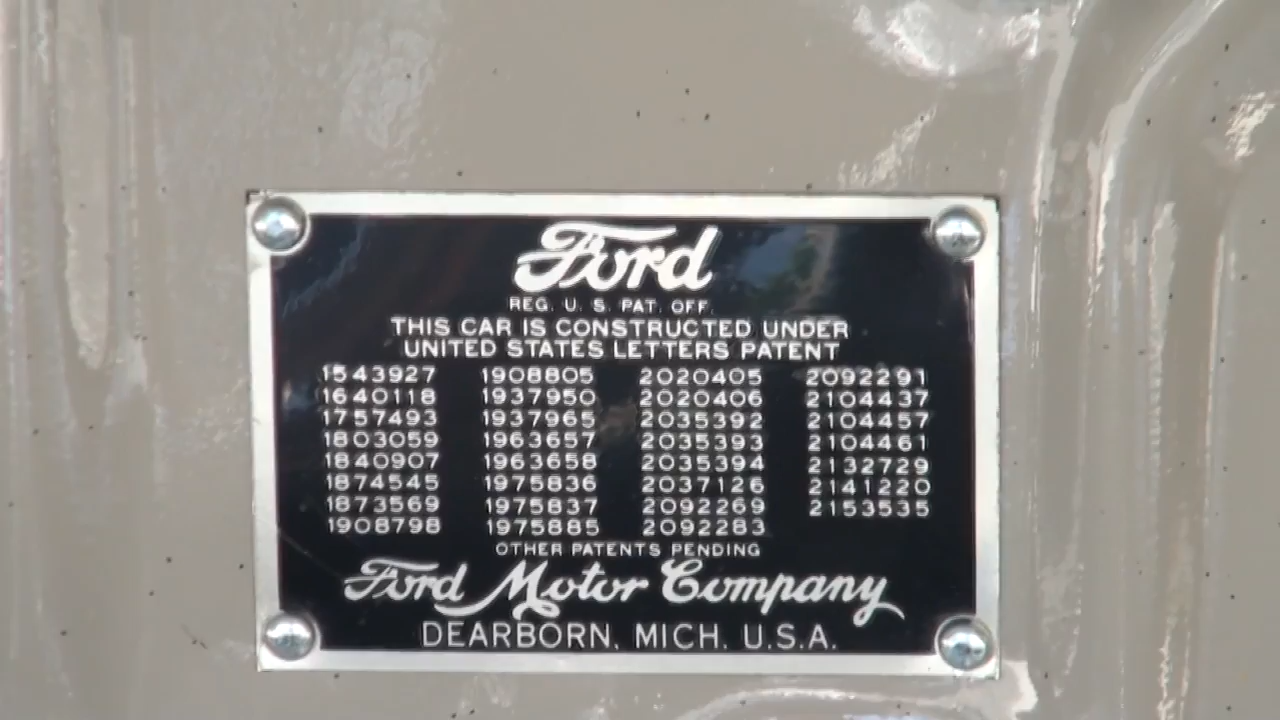 Ford
REG. U. S. PAT. OFF.
THIS CAR IS CONSTRUCTED UNDER
UNITED STATES LETTERS PATENT
1543927 1908805 2020405 2092291
1640118 1937950 2020406 2104437
1757493 1937965 2035392 2104457
1803059 1963657 2035393 2104461
1840907 1963658 2035394 2132729
1874545 1975836 2037126 2141220
1873569 1975837 2092269 2153535
1908798 1975885 2092283
OTHER PATENTS PENDING
Ford Motor Company
DEARBORN, MICH. U.S.A.